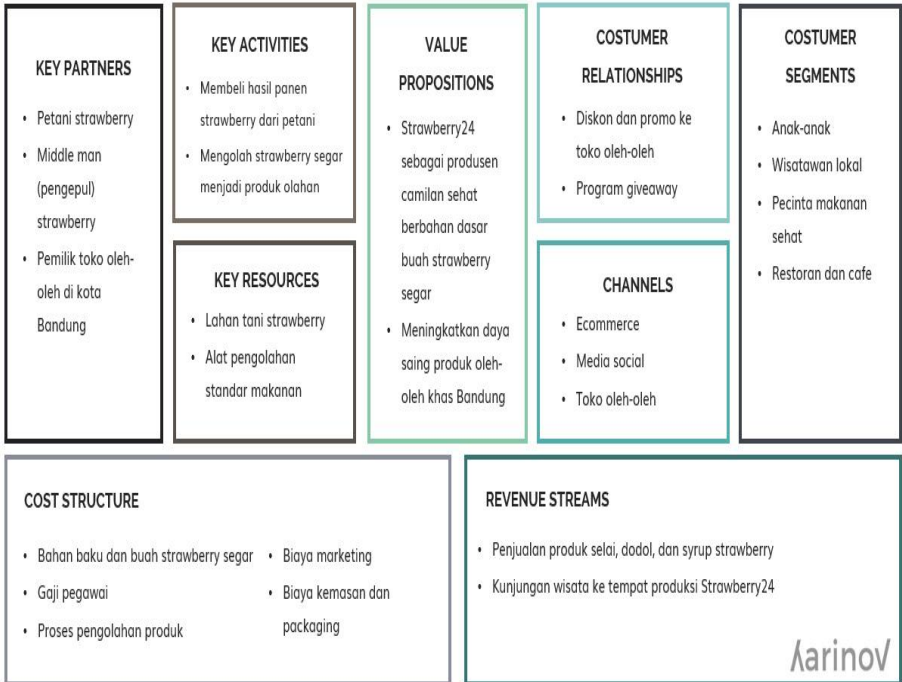 KEY PARTNERS
• Petani strawberry
• Middle man
(pengepul)
strawberry
• Pemilik toko oleh-
oleh di kota
Bandung
KEY ACTIVITIES
• Membeli hasil panen
strawberry dari petani
• Mengolah strawberry segar
menjadi produk olahan
KEY RESOURCES
• Lahan tani strawberry
• Alat pengolahan
standar makanan
VALUE
PROPOSITIONS
• Strawberry24
sebagai produsen
camilan sehat
berbahan dasar
buah strawberry
segar
• Meningkatkan daya
saing produk oleh-
oleh khas Bandung
COSTUMER
RELATIONSHIPS
• Diskon dan promo ke
toko oleh-oleh
• Program giveaway
CHANNELS
• Ecommerce
• Media social
• Toko oleh-oleh
COSTUMER
SEGMENTS
• Anak-anak
• Wisatawan lokal
• Pecinta makanan
sehat
• Restoran dan cafe
COST STRUCTURE
• Bahan baku dan buah strawberry segar
• Gaji pegawai
• Proses pengolahan produk
• Biaya marketing
• Biaya kemasan dan
packaging
REVENUE STREAMS
• Penjualan produk selai, dodol, dan syrup strawberry
• Kunjungan wisata ke tempat produksi Strawberry24